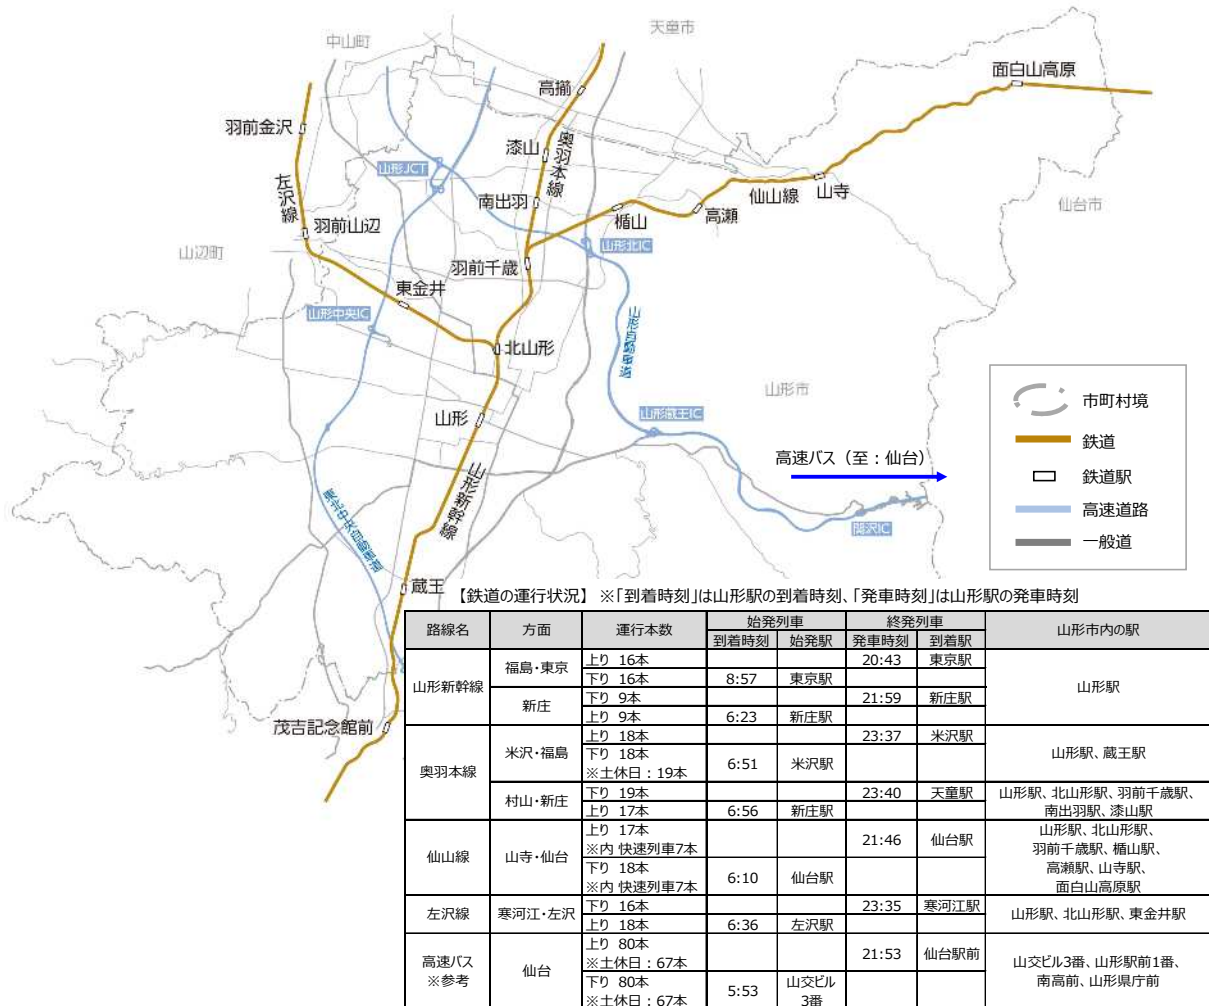 中山町
天童市
面白山高原
高擶
羽前金沢
漆山
奥羽本線
山形JCT
左沢線
南出羽
仙山線
山寺
高瀬
楯山
仙台市
羽前山辺
山辺町
山形北IC
羽前千歳
東金井
山形中央IC
山形自動車道
北山形
山形市
山形
山形蔵王IC
高速バス（至：仙台）
山形新幹線
東北中央自動車道
関沢IC
蔵王
茂吉記念館前
市町村境
鉄道
鉄道駅
高速道路
一般道
【鉄道の運行状況】 ※「到着時刻」は山形駅の到着時刻、「発車時刻」は山形駅の発車時刻
路線名 方面 運行本数 始発列車 終発列車 山形市内の駅
到着時刻 始発駅 発車時刻 到着駅
山形新幹線 福島・東京 上り 16本 20:43 東京駅 山形駅
下り 16本 8:57 東京駅
新庄 下り 9本 21:59 新庄駅
上り 9本 6:23 新庄駅
奥羽本線 米沢・福島 上り 18本 23:37 米沢駅 山形駅、蔵王駅
下り 18本 6:51 米沢駅
※土休日：19本
村山・新庄 下り 19本 23:40 天童駅 山形駅、北山形駅、羽前千歳駅、
上り 17本 6:56 新庄駅 南出羽駅、漆山駅
仙山線 山寺・仙台 上り 17本 21:46 仙台駅 山形駅、北山形駅、
※内 快速列車7本 羽前千歳駅、楯山駅、
下り 18本 6:10 仙台駅 高瀬駅、山寺駅、
※内 快速列車7本 面白山高原駅
左沢線 寒河江・左沢 下り 16本 23:35 寒河江駅 山形駅、北山形駅、東金井駅
上り 18本 6:36 左沢駅
高速バス 仙台 上り 80本 21:53 仙台駅前 山交ビル3番、山形駅前1番、
※参考 ※土休日：67本 南高前、山形県庁前
下り 80本 5:53 山交ビル
※土休日：67本 3番